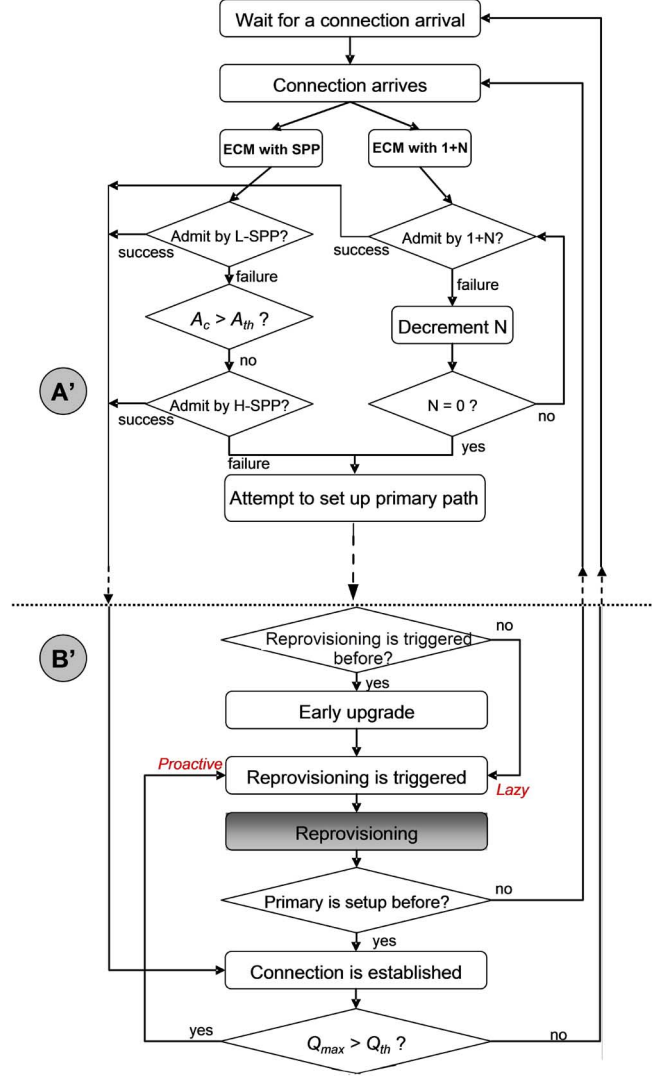 Wait for a connection arrival
Connection arrives
ECM with SPP
ECM with 1+N
Admit by L-SPP?
Admit by 1+N?
success
success
failure
failure
A_c > A_th ?
Decrement N
no
A'
Admit by H-SPP?
N = 0 ?
success
no
failure
yes
Attempt to set up primary path
B'
Reprovisioning is triggered
before?
no
yes
Early upgrade
Proactive
Reprovisioning is triggered
Lazy
Reprovisioning
Primary is setup before?
no
yes
Connection is established
yes
Q_max > Q_th ?
no